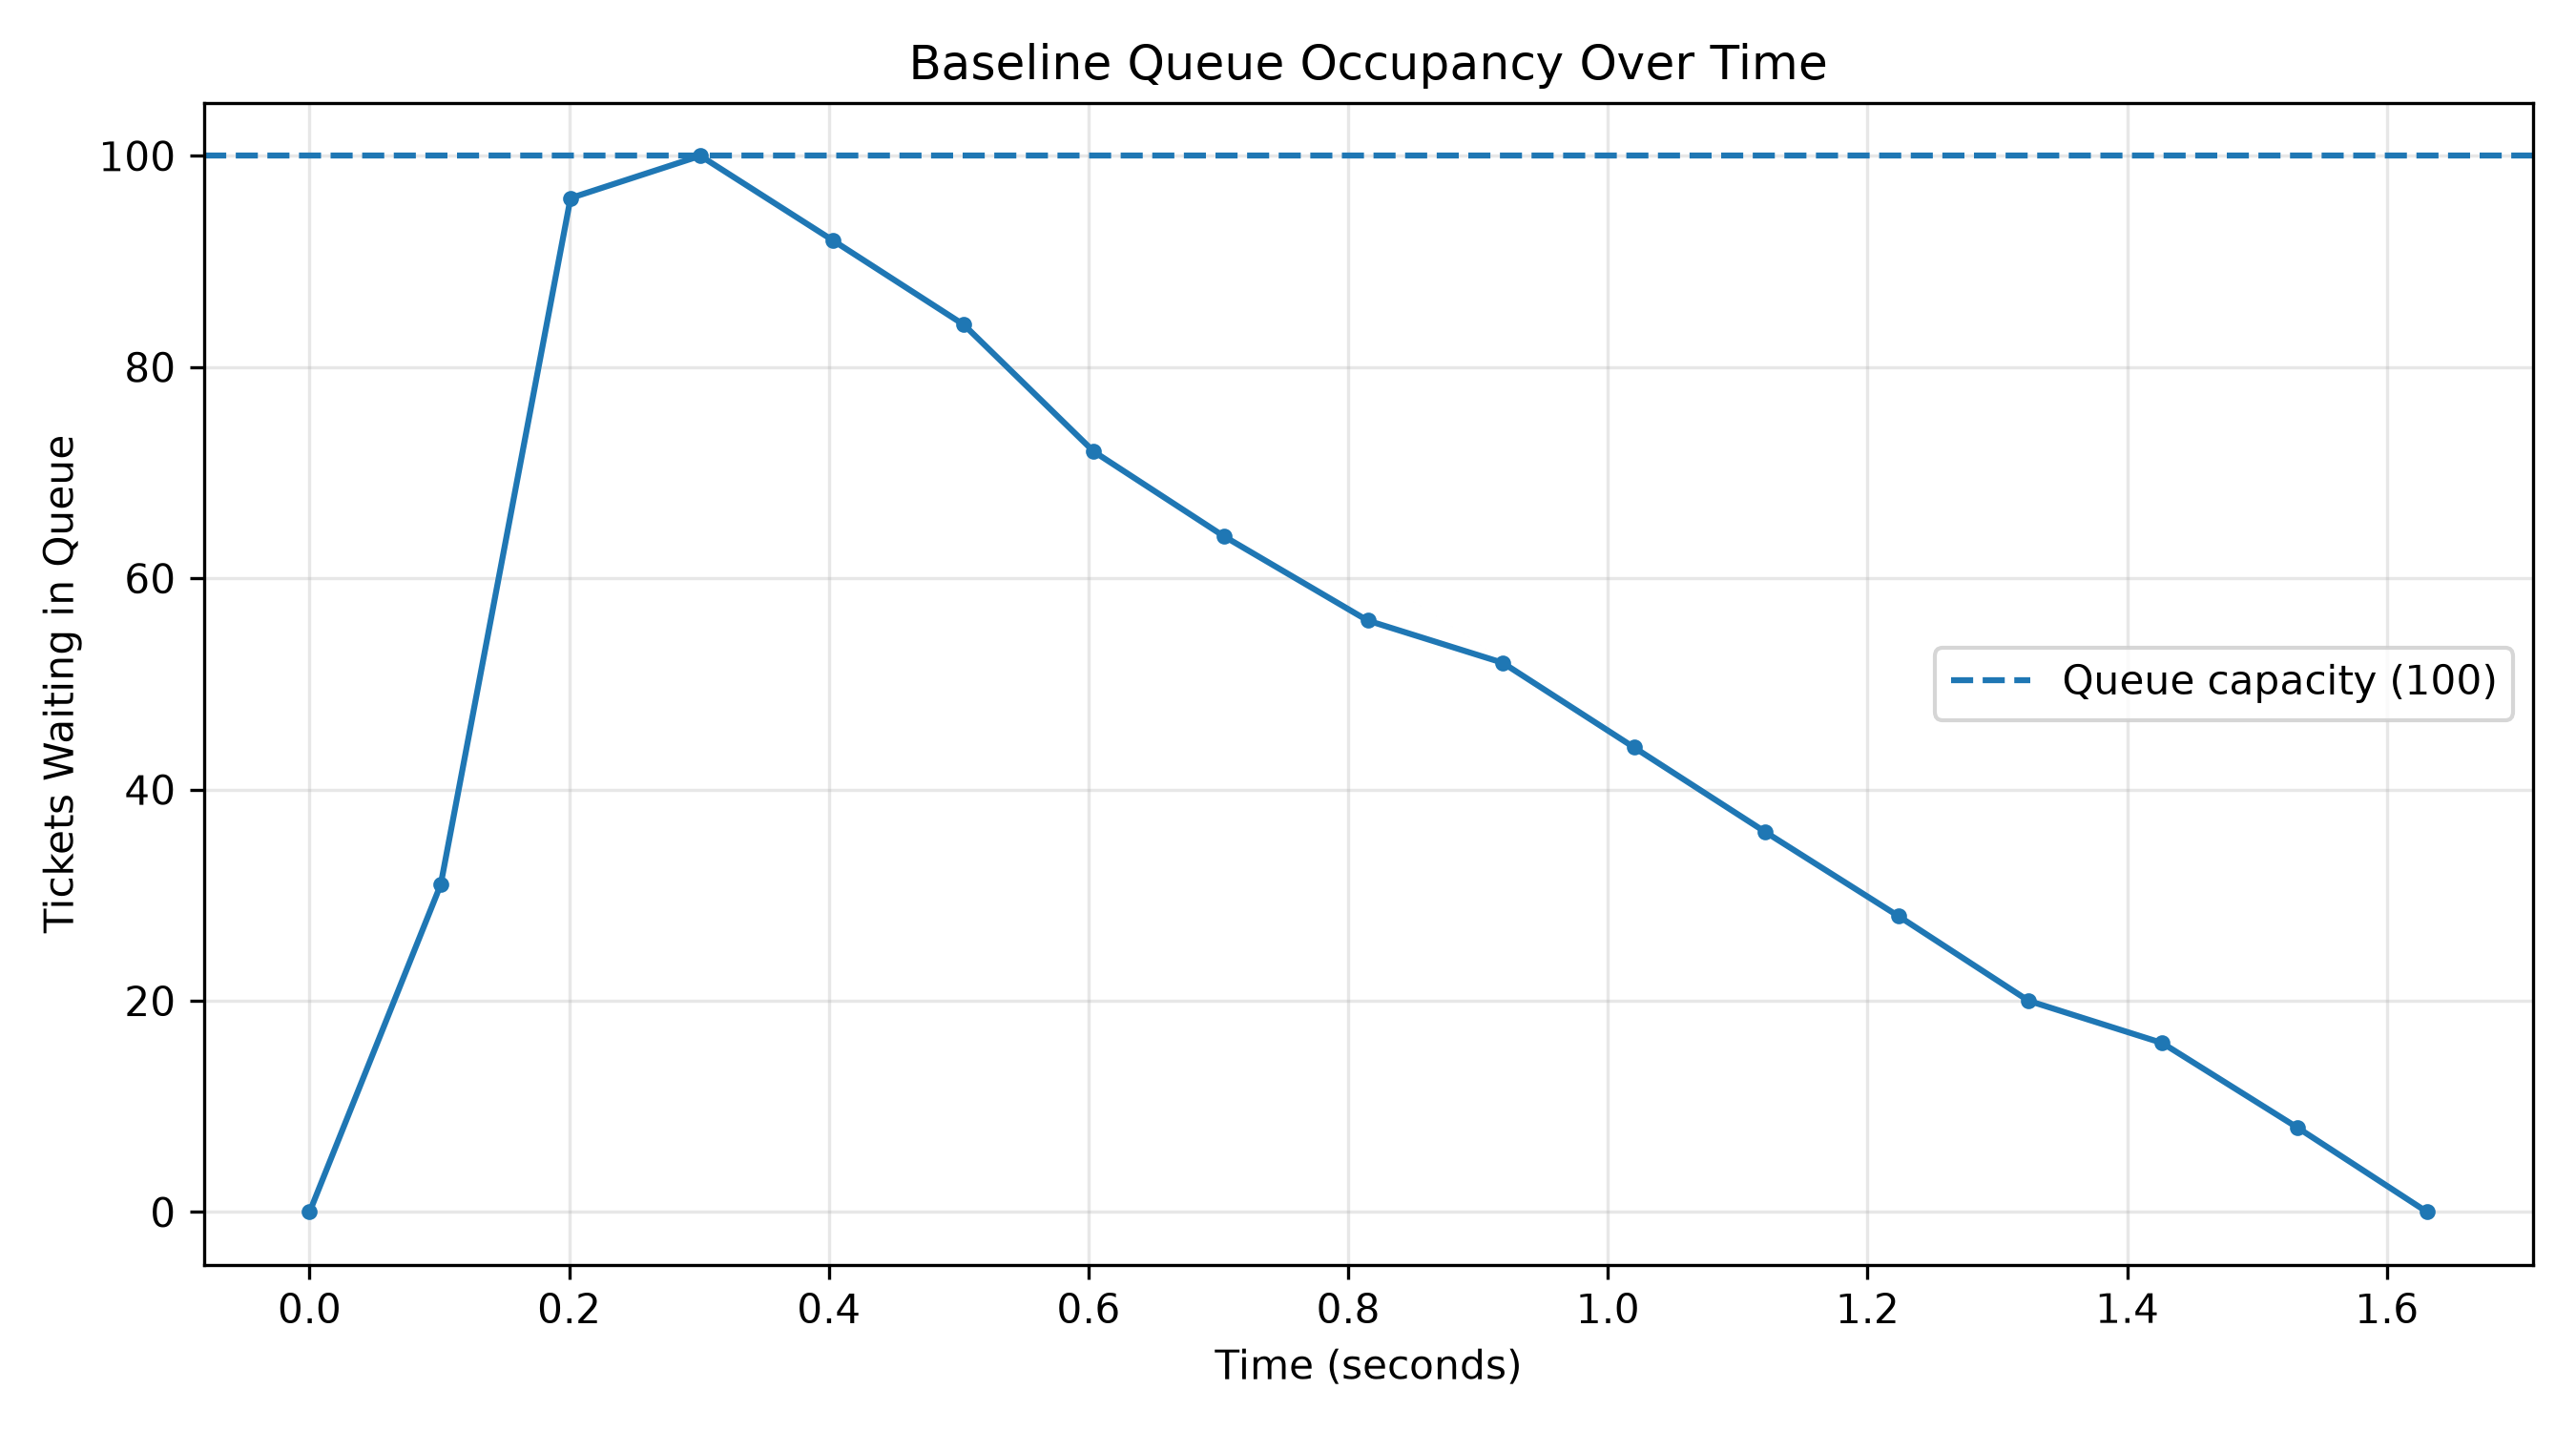 Baseline Queue Occupancy Over Time
Tickets Waiting in Queue
100
80
60
40
20
0
Queue capacity (100)
0.0 0.2 0.4 0.6 0.8 1.0 1.2 1.4 1.6
Time (seconds)